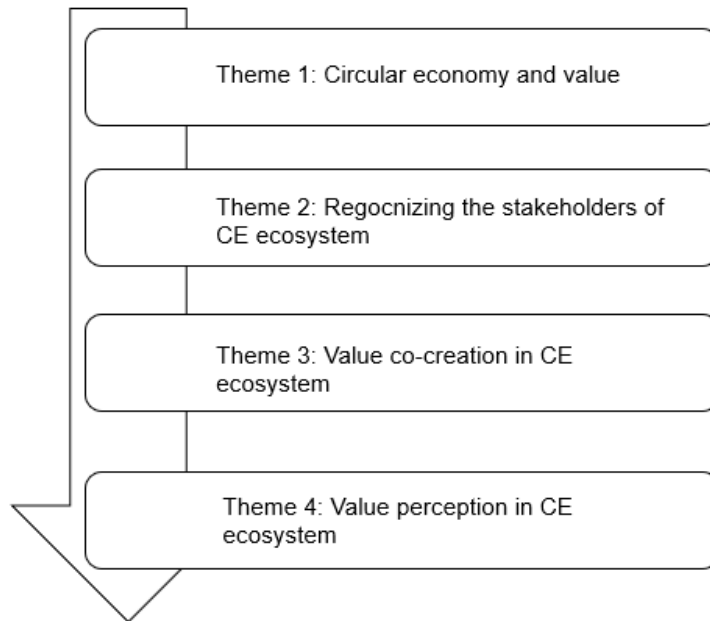 Theme 1: Circular economy and value
Theme 2: Regocnizing the stakeholders of
CE ecosystem
Theme 3: Value co-creation in CE
ecosystem
Theme 4: Value perception in CE
ecosystem